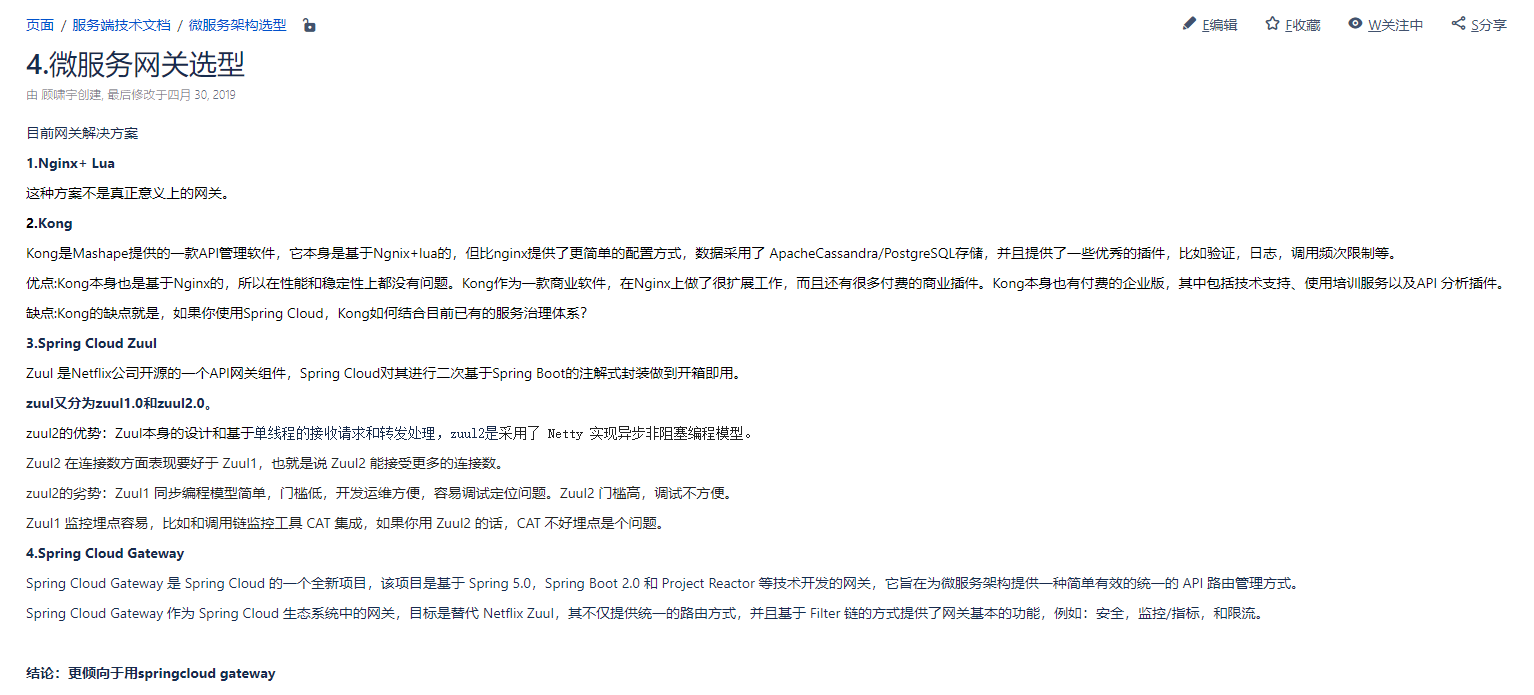 页面 / 服务端技术文档 / 微服务架构选型
E编辑 F收藏 W关注中 S分享
4.微服务网关选型
由 顾啸宇创建, 最后修改于四月 30, 2019
目前网关解决方案
1.Nginx+ Lua
这种方案不是真正意义上的网关。
2.Kong
Kong是Mashape提供的一款API管理软件，它本身是基于Ngnix+lua的，但比nginx提供了更简单的配置方式，数据采用了 ApacheCassandra/PostgreSQL存储，并且提供了一些优秀的插件，比如验证，日志，调用频次限制等。
优点:Kong本身也是基于Nginx的，所以在性能和稳定性上都没有问题。Kong作为一款商业软件，在Nginx上做了很扩展工作，而且还有很多付费的商业插件。Kong本身也有付费的企业版，其中包括技术支持、使用培训服务以及API 分析插件。
缺点:Kong的缺点就是，如果你使用Spring Cloud，Kong如何结合目前已有的服务治理体系？
3.Spring Cloud Zuul
Zuul 是Netflix公司开源的一个API网关组件，Spring Cloud对其进行二次基于Spring Boot的注解式封装做到开箱即用。
zuul又分为zuul1.0和zuul2.0。
zuul2的优势：Zuul本身的设计和基于单线程的接收请求和转发处理，zuul2是采用了 Netty 实现异步非阻塞编程模型。
Zuul2 在连接数方面表现要好于 Zuul1，也就是说 Zuul2 能接受更多的连接数。
zuul2的劣势：Zuul1 同步编程模型简单，门槛低，开发运维方便，容易调试定位问题。Zuul2 门槛高，调试不方便。
Zuul1 监控埋点容易，比如和调用链监控工具 CAT 集成，如果你用 Zuul2 的话，CAT 不好埋点是个问题。
4.Spring Cloud Gateway
Spring Cloud Gateway 是 Spring Cloud 的一个全新项目，该项目是基于 Spring 5.0，Spring Boot 2.0 和 Project Reactor 等技术开发的网关，它旨在为微服务架构提供一种简单有效的统一的 API 路由管理方式。
Spring Cloud Gateway 作为 Spring Cloud 生态系统中的网关，目标是替代 Netflix Zuul，其不仅提供统一的路由方式，并且基于 Filter 链的方式提供了网关基本的功能，例如：安全，监控/指标，和限流。
结论：更倾向于用springcloud gateway